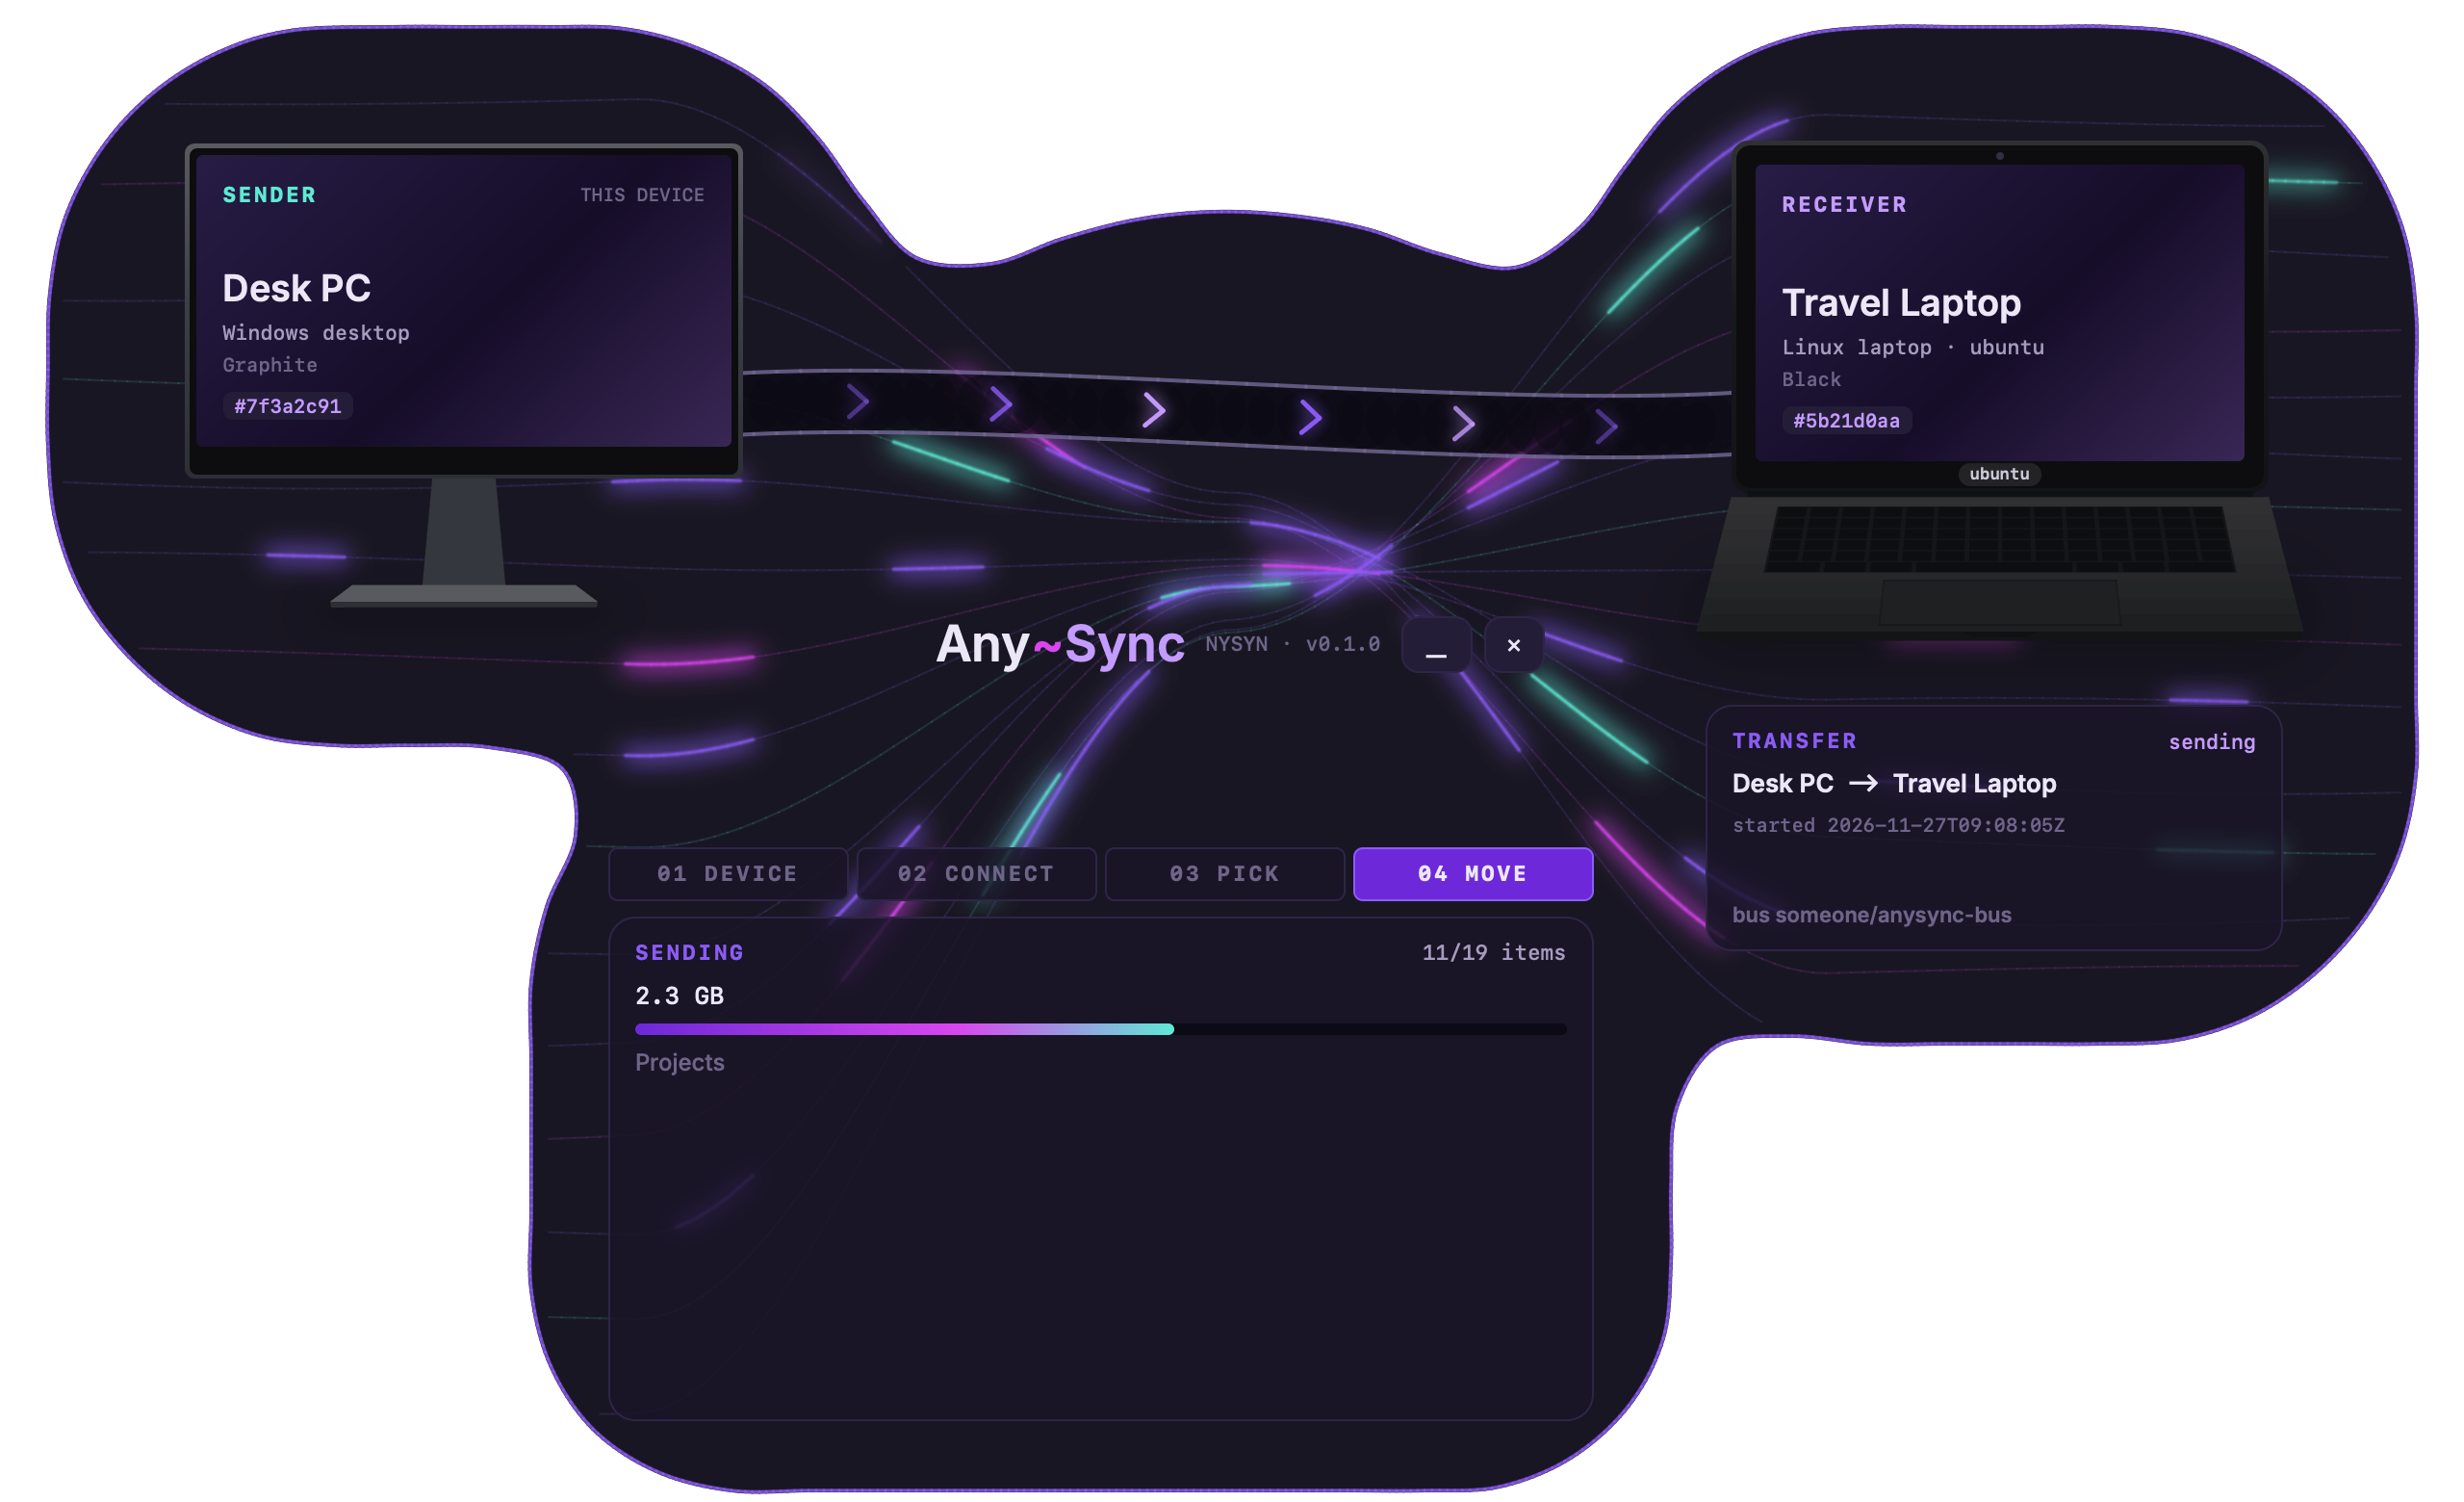 SENDER THIS DEVICE
Desk PC
Windows desktop
Graphite
#7f3a2c91
RECEIVER
Travel Laptop
Linux laptop · ubuntu
Black
#5b21d0aa
ubuntu
Any~Sync NYSYN · v0.1.0 _ ×
TRANSFER sending
Desk PC → Travel Laptop
started 2026-11-27T09:08:05Z
bus someone/anysync-bus
01 DEVICE 02 CONNECT 03 PICK 04 MOVE
SENDING 11/19 items
2.3 GB
Projects